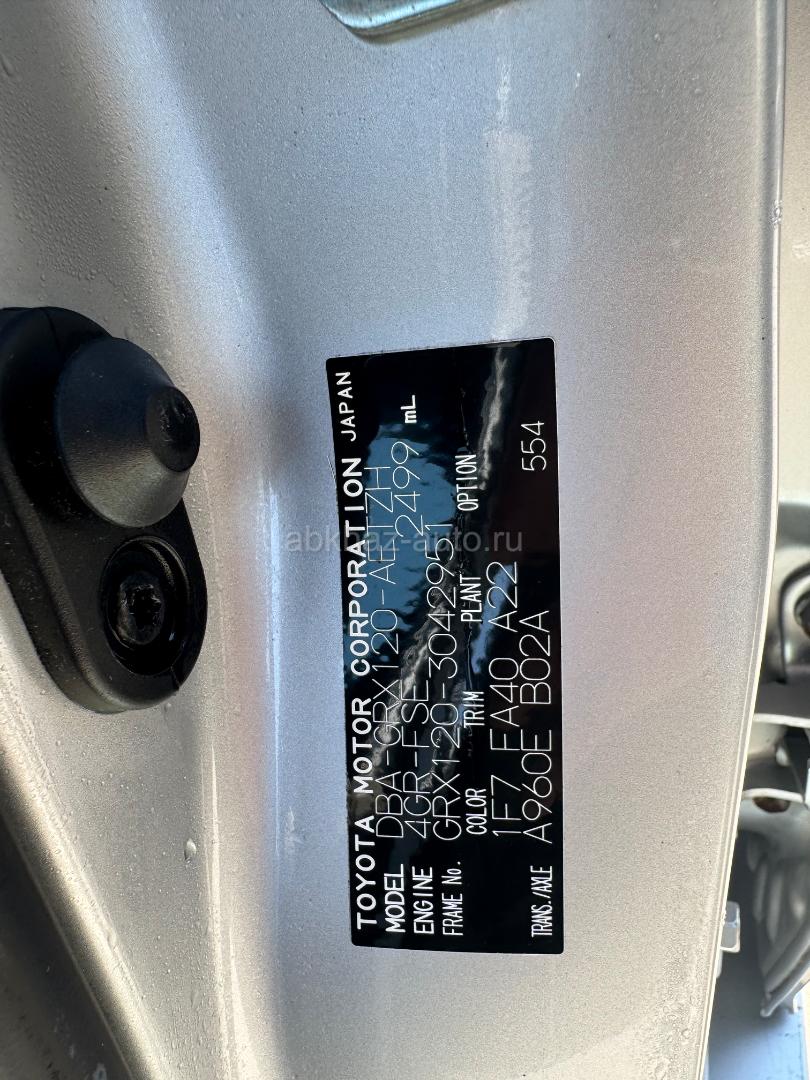 TOYOTA MOTOR CORPORATION JAPAN
MODEL DBA-GRX120-AETZH
ENGINE 4GR-FSE 2499 mL
FRAME No. GRX120-3042951
COLOR TRIM PLANT OPTION
1F7 FA40 A22
TRANS./AXLE A960E B02A 554
abkhaz-auto.ru